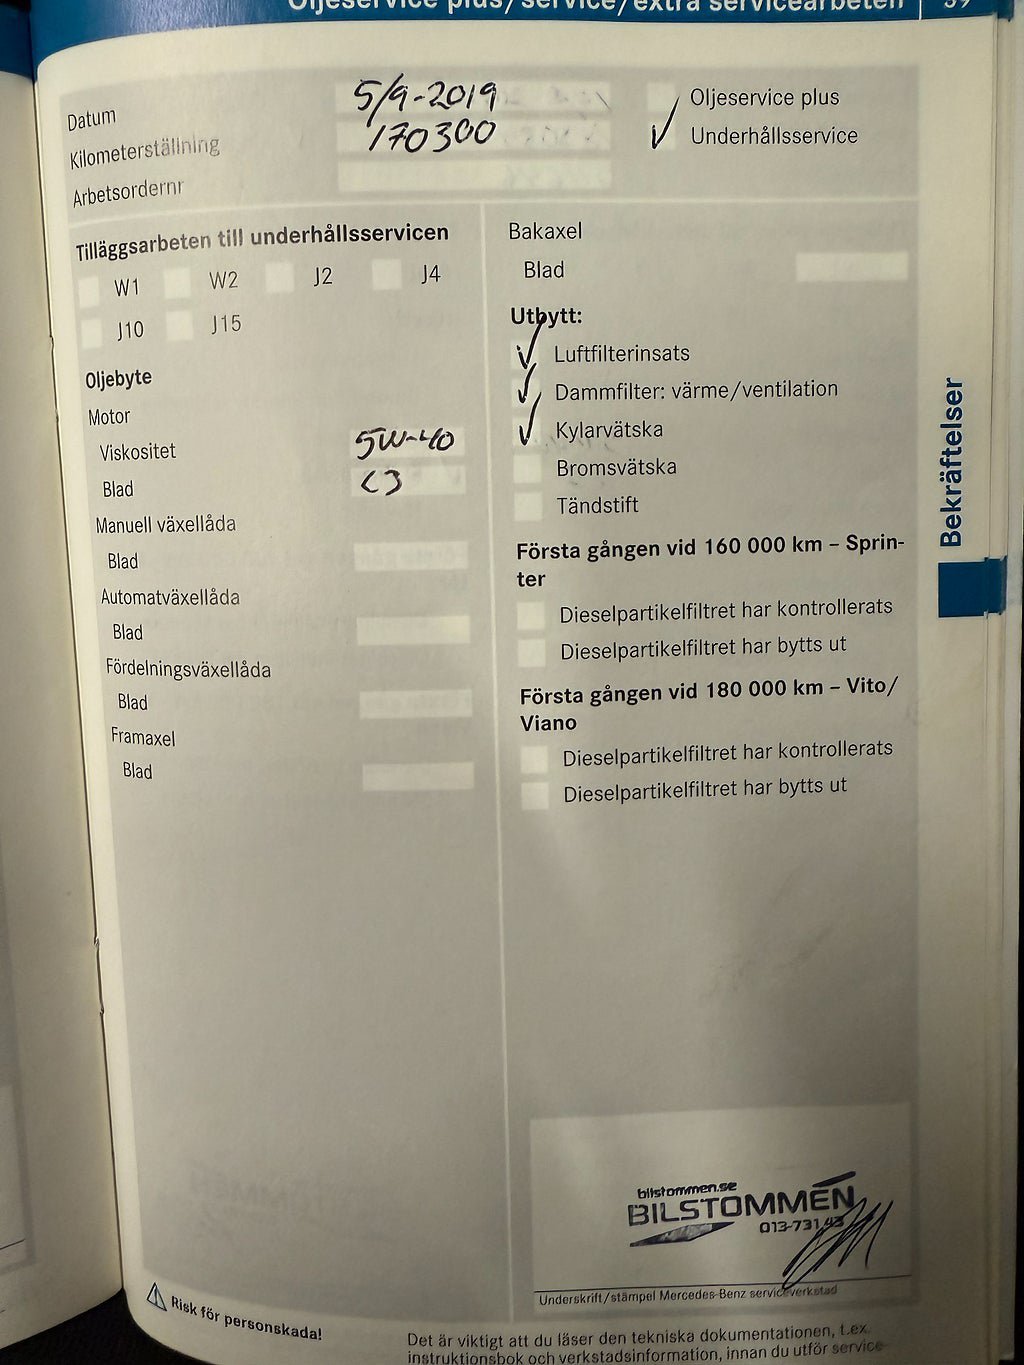 Oljeservice plus/service/extra servicearbeten 59
Datum 5/9-2019
Kilometerställning 170300
Arbetsordernr
Oljeservice plus
Underhållsservice
Tilläggsarbeten till underhållsservicen
W1 W2 J2 J4
J10 J15
Oljebyte
Motor
Viskositet 5W-40
Blad C3
Manuell växellåda
Blad
Automatväxellåda
Blad
Fördelningsväxellåda
Blad
Framaxel
Blad
Bakaxel
Blad
Utbytt:
Luftfilterinsats
Dammfilter: värme/ventilation
Kylarvätska
Bromsvätska
Tändstift
Första gången vid 160 000 km – Sprin-
ter
Dieselpartikelfiltret har kontrollerats
Dieselpartikelfiltret har bytts ut
Första gången vid 180 000 km – Vito/
Viano
Dieselpartikelfiltret har kontrollerats
Dieselpartikelfiltret har bytts ut
Bekräftelser
bilstommen.se
BILSTOMMEN
Underskrift/stämpel Mercedes-Benz serviceverkstad
Risk för personskada!
Det är viktigt att du läser den tekniska dokumentationen, t.ex.
instruktionsbok och verkstadsinformation, innan du utför service-